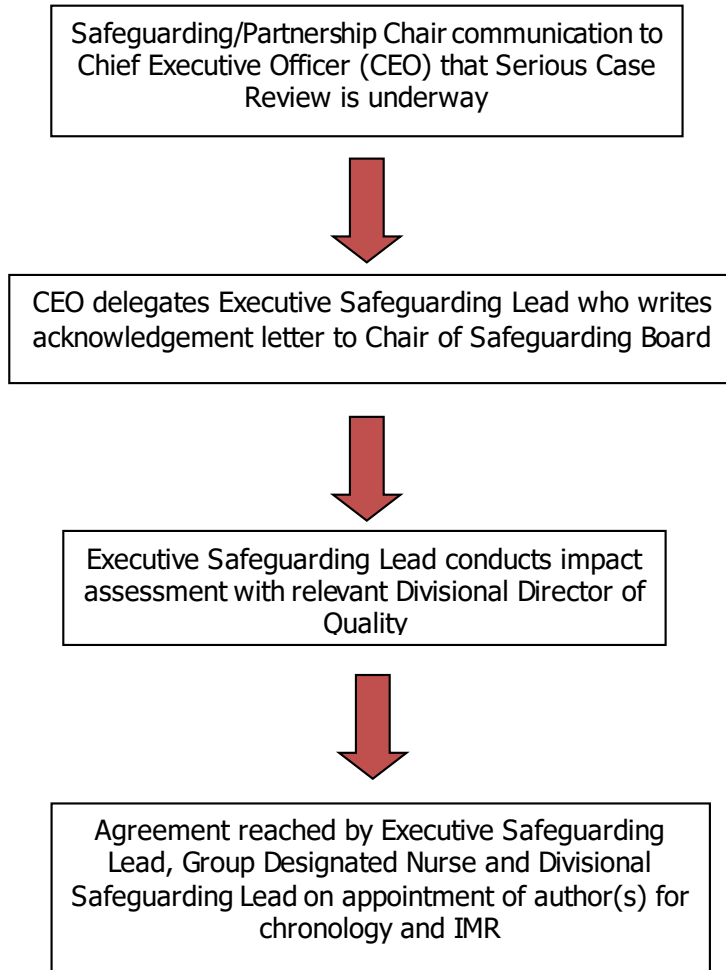 Safeguarding/Partnership Chair communication to
Chief Executive Officer (CEO) that Serious Case
Review is underway
CEO delegates Executive Safeguarding Lead who writes
acknowledgement letter to Chair of Safeguarding Board
Executive Safeguarding Lead conducts impact
assessment with relevant Divisional Director of
Quality
Agreement reached by Executive Safeguarding
Lead, Group Designated Nurse and Divisional
Safeguarding Lead on appointment of author(s) for
chronology and IMR